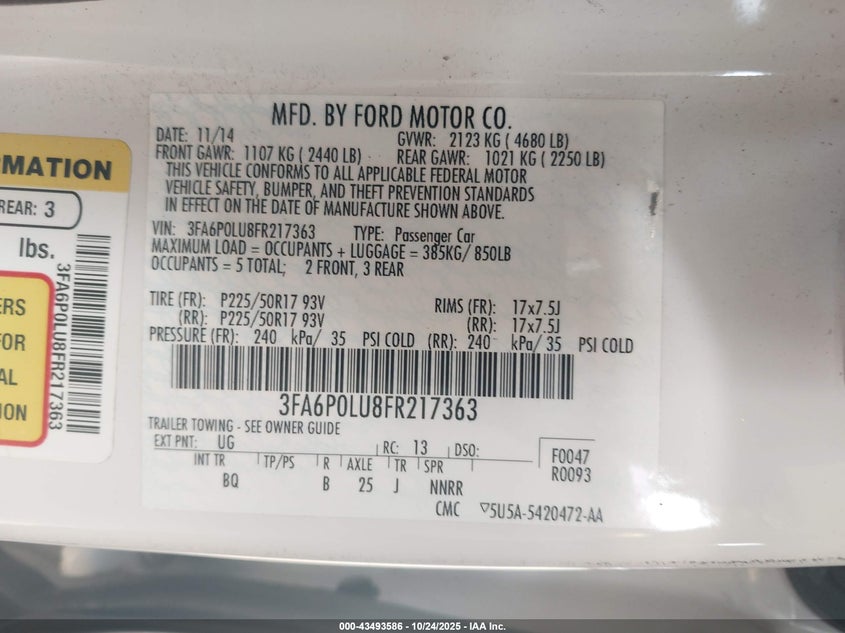 MFD. BY FORD MOTOR CO.
DATE: 11/14
GVWR: 2123 KG ( 4680 LB)
FRONT GAWR: 1107 KG ( 2440 LB)
REAR GAWR: 1021 KG ( 2250 LB)
THIS VEHICLE CONFORMS TO ALL APPLICABLE FEDERAL MOTOR
VEHICLE SAFETY, BUMPER, AND THEFT PREVENTION STANDARDS
IN EFFECT ON THE DATE OF MANUFACTURE SHOWN ABOVE.
VIN: 3FA6P0LU8FR217363 TYPE: Passenger Car
MAXIMUM LOAD = OCCUPANTS + LUGGAGE = 385KG/ 850LB
OCCUPANTS = 5 TOTAL; 2 FRONT, 3 REAR
TIRE (FR): P225/50R17 93V RIMS (FR): 17x7.5J
(RR): P225/50R17 93V (RR): 17x7.5J
PRESSURE (FR): 240 kPa/ 35 PSI COLD (RR): 240 kPa/ 35 PSI COLD
3FA6P0LU8FR217363
TRAILER TOWING - SEE OWNER GUIDE
EXT PNT: UG RC: 13 DSO:
F0047
R0093
INT TR TP/PS R AXLE TR SPR
BQ B 25 J NNRR
CMC ▽5U5A-5420472-AA
RMATION
REAR: 3
lbs.
ERS
FOR
AL
ION
3FA6P0LU8FR217363
000-43493586 - 10/24/2025 - IAA Inc.